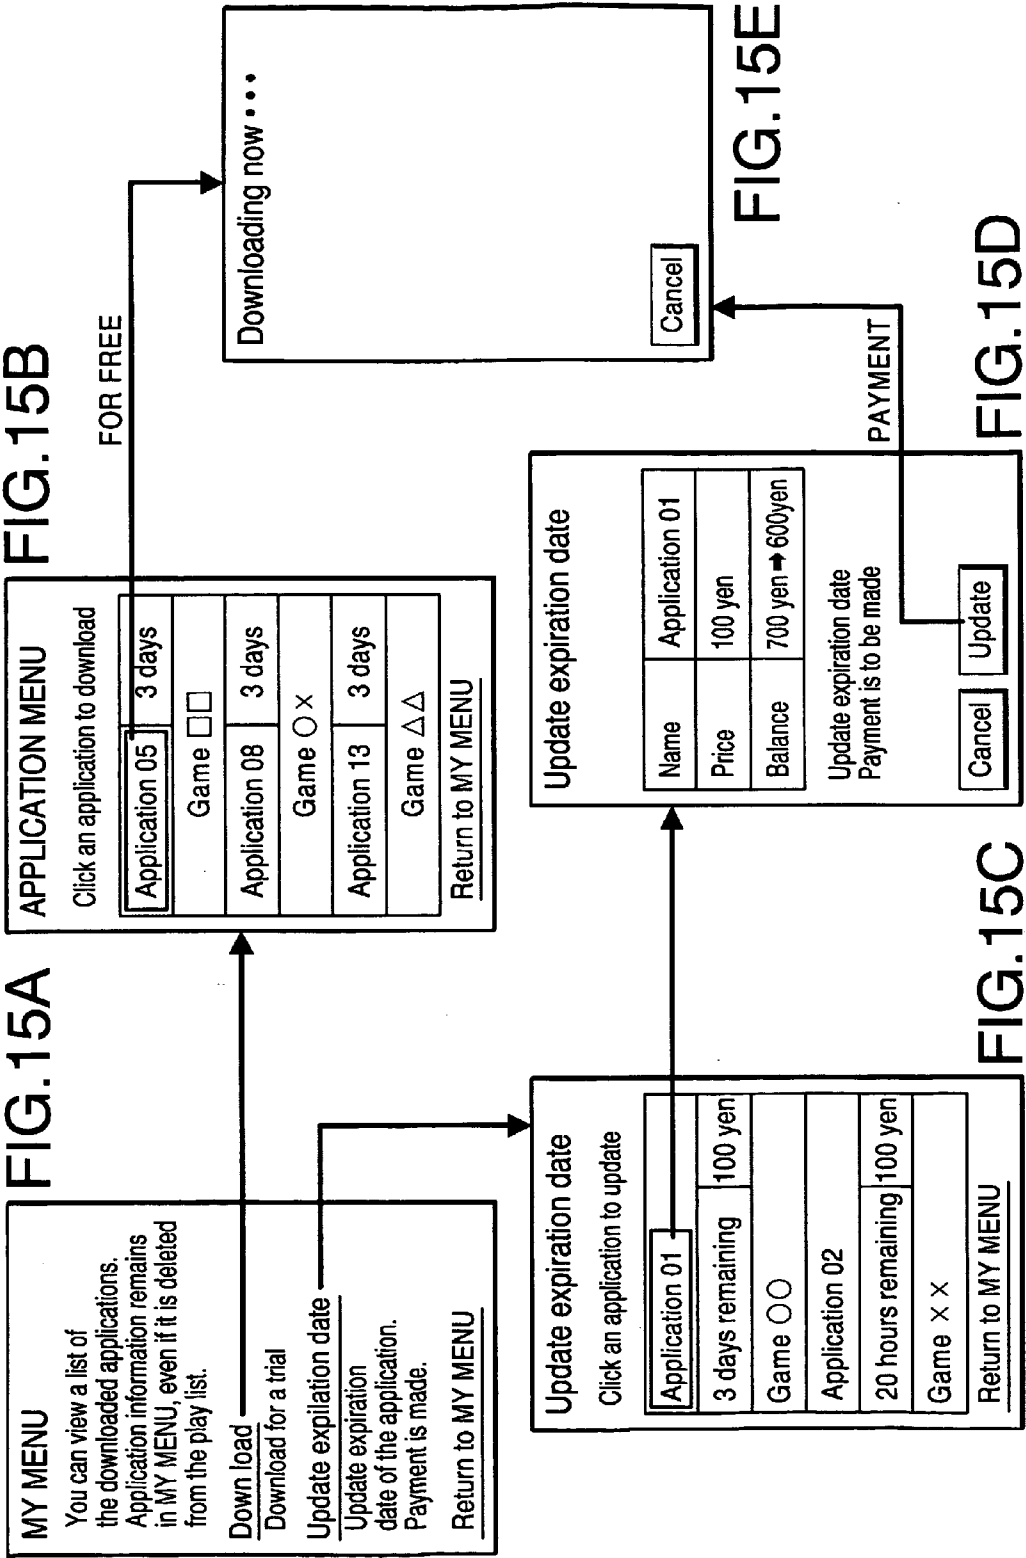 FIG.15A
MY MENU
You can view a list of
the downloaded applications.
Application information remains
in MY MENU, even if it is deleted
from the play list.
Down load
Download for a trial
Update expilation date
Update expiration
date of the application.
Payment is made.
Return to MY MENU
FIG.15B
APPLICATION MENU
Click an application to download
Application 05 3 days
Game □□
Application 08 3 days
Game ○×
Application 13 3 days
Game △△
Return to MY MENU
FOR FREE
FIG.15C
Update expiration date
Click an application to update
Application 01
3 days remaining 100 yen
Game ○○
Application 02
20 hours remaining 100 yen
Game ××
Return to MY MENU
FIG.15D
Update expiration date
Name Application 01
Price 100 yen
Balance 700 yen → 600yen
Update expiration date
Payment is to be made
Cancel Update
PAYMENT
FIG.15E
Downloading now •••
Cancel